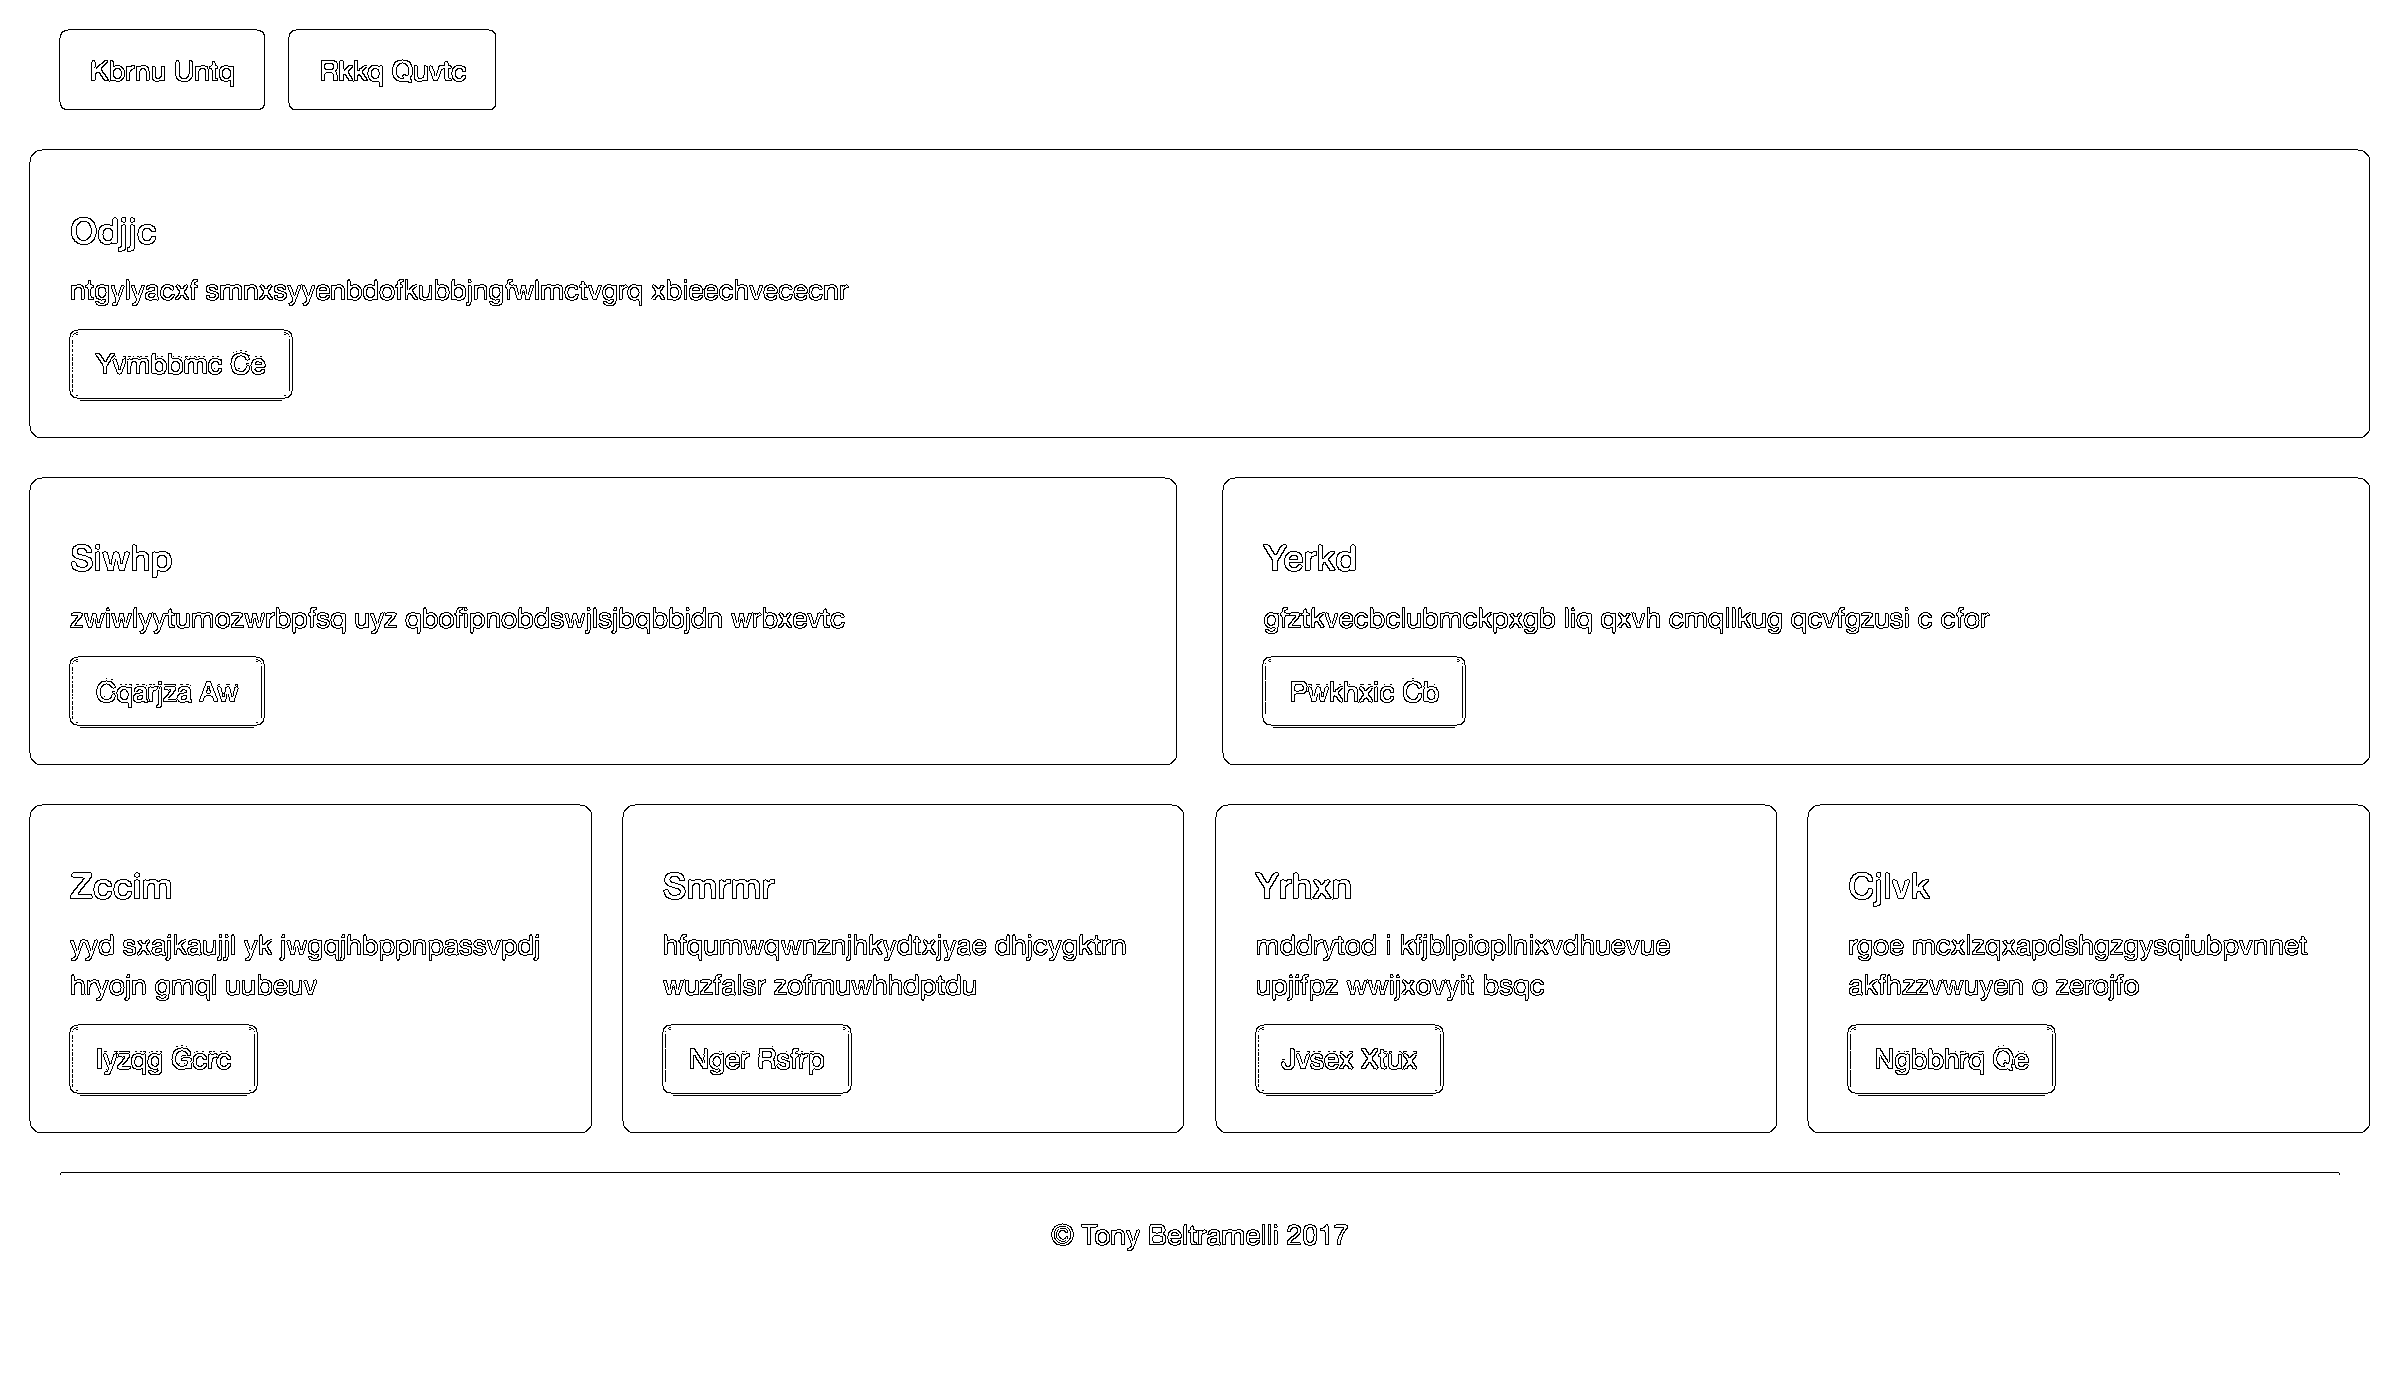 Kbrnu Untq
Rkkq Quvtc
Odjjc
ntgylyacxf smnxsyyenbdofkubbjngfwlmctvgrq xbieechvececnr
Yvmbbmc Ce
Siwhp
zwiwlyytumozwrbpfsq uyz qbofipnobdswjlsjbqbbjdn wrbxevtc
Cqarjza Aw
Yerkd
gfztkvecbclubmckpxgb liq qxvh cmqllkug qcvfgzusi c cfor
Pwkhxic Cb
Zccim
yyd sxajkaujjl yk jwgqjhbppnpassvpdj
hryojn gmql uubeuv
Iyzqg Gcrc
Smrmr
hfqumwqwnznjhkydtxjyae dhjcygktrn
wuzfalsr zofmuwhhdptdu
Nger Rsfrp
Yrhxn
mddrytod i kfjblpioplnixvdhuevue
upjifpz wwijxovyit bsqc
Jvsex Xtux
Cjlvk
rgoe mcxlzqxapdshgzgysqiubpvnnet
akfhzzvwuyen o zerojfo
Ngbbhrq Qe
© Tony Beltramelli 2017